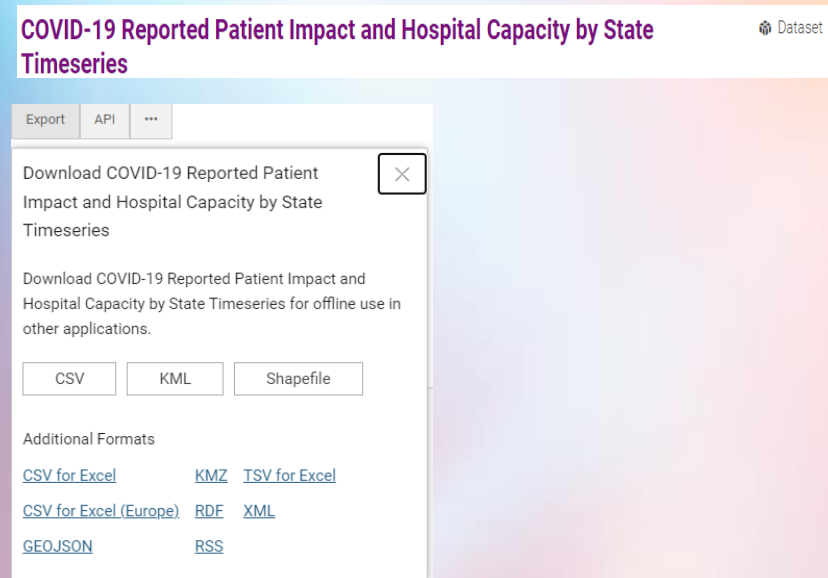 COVID-19 Reported Patient Impact and Hospital Capacity by State
Timeseries
Dataset
Export API ...
Download COVID-19 Reported Patient
Impact and Hospital Capacity by State
Timeseries
Download COVID-19 Reported Patient Impact and
Hospital Capacity by State Timeseries for offline use in
other applications.
CSV KML Shapefile
Additional Formats
CSV for Excel KMZ TSV for Excel
CSV for Excel (Europe) RDF XML
GEOJSON RSS